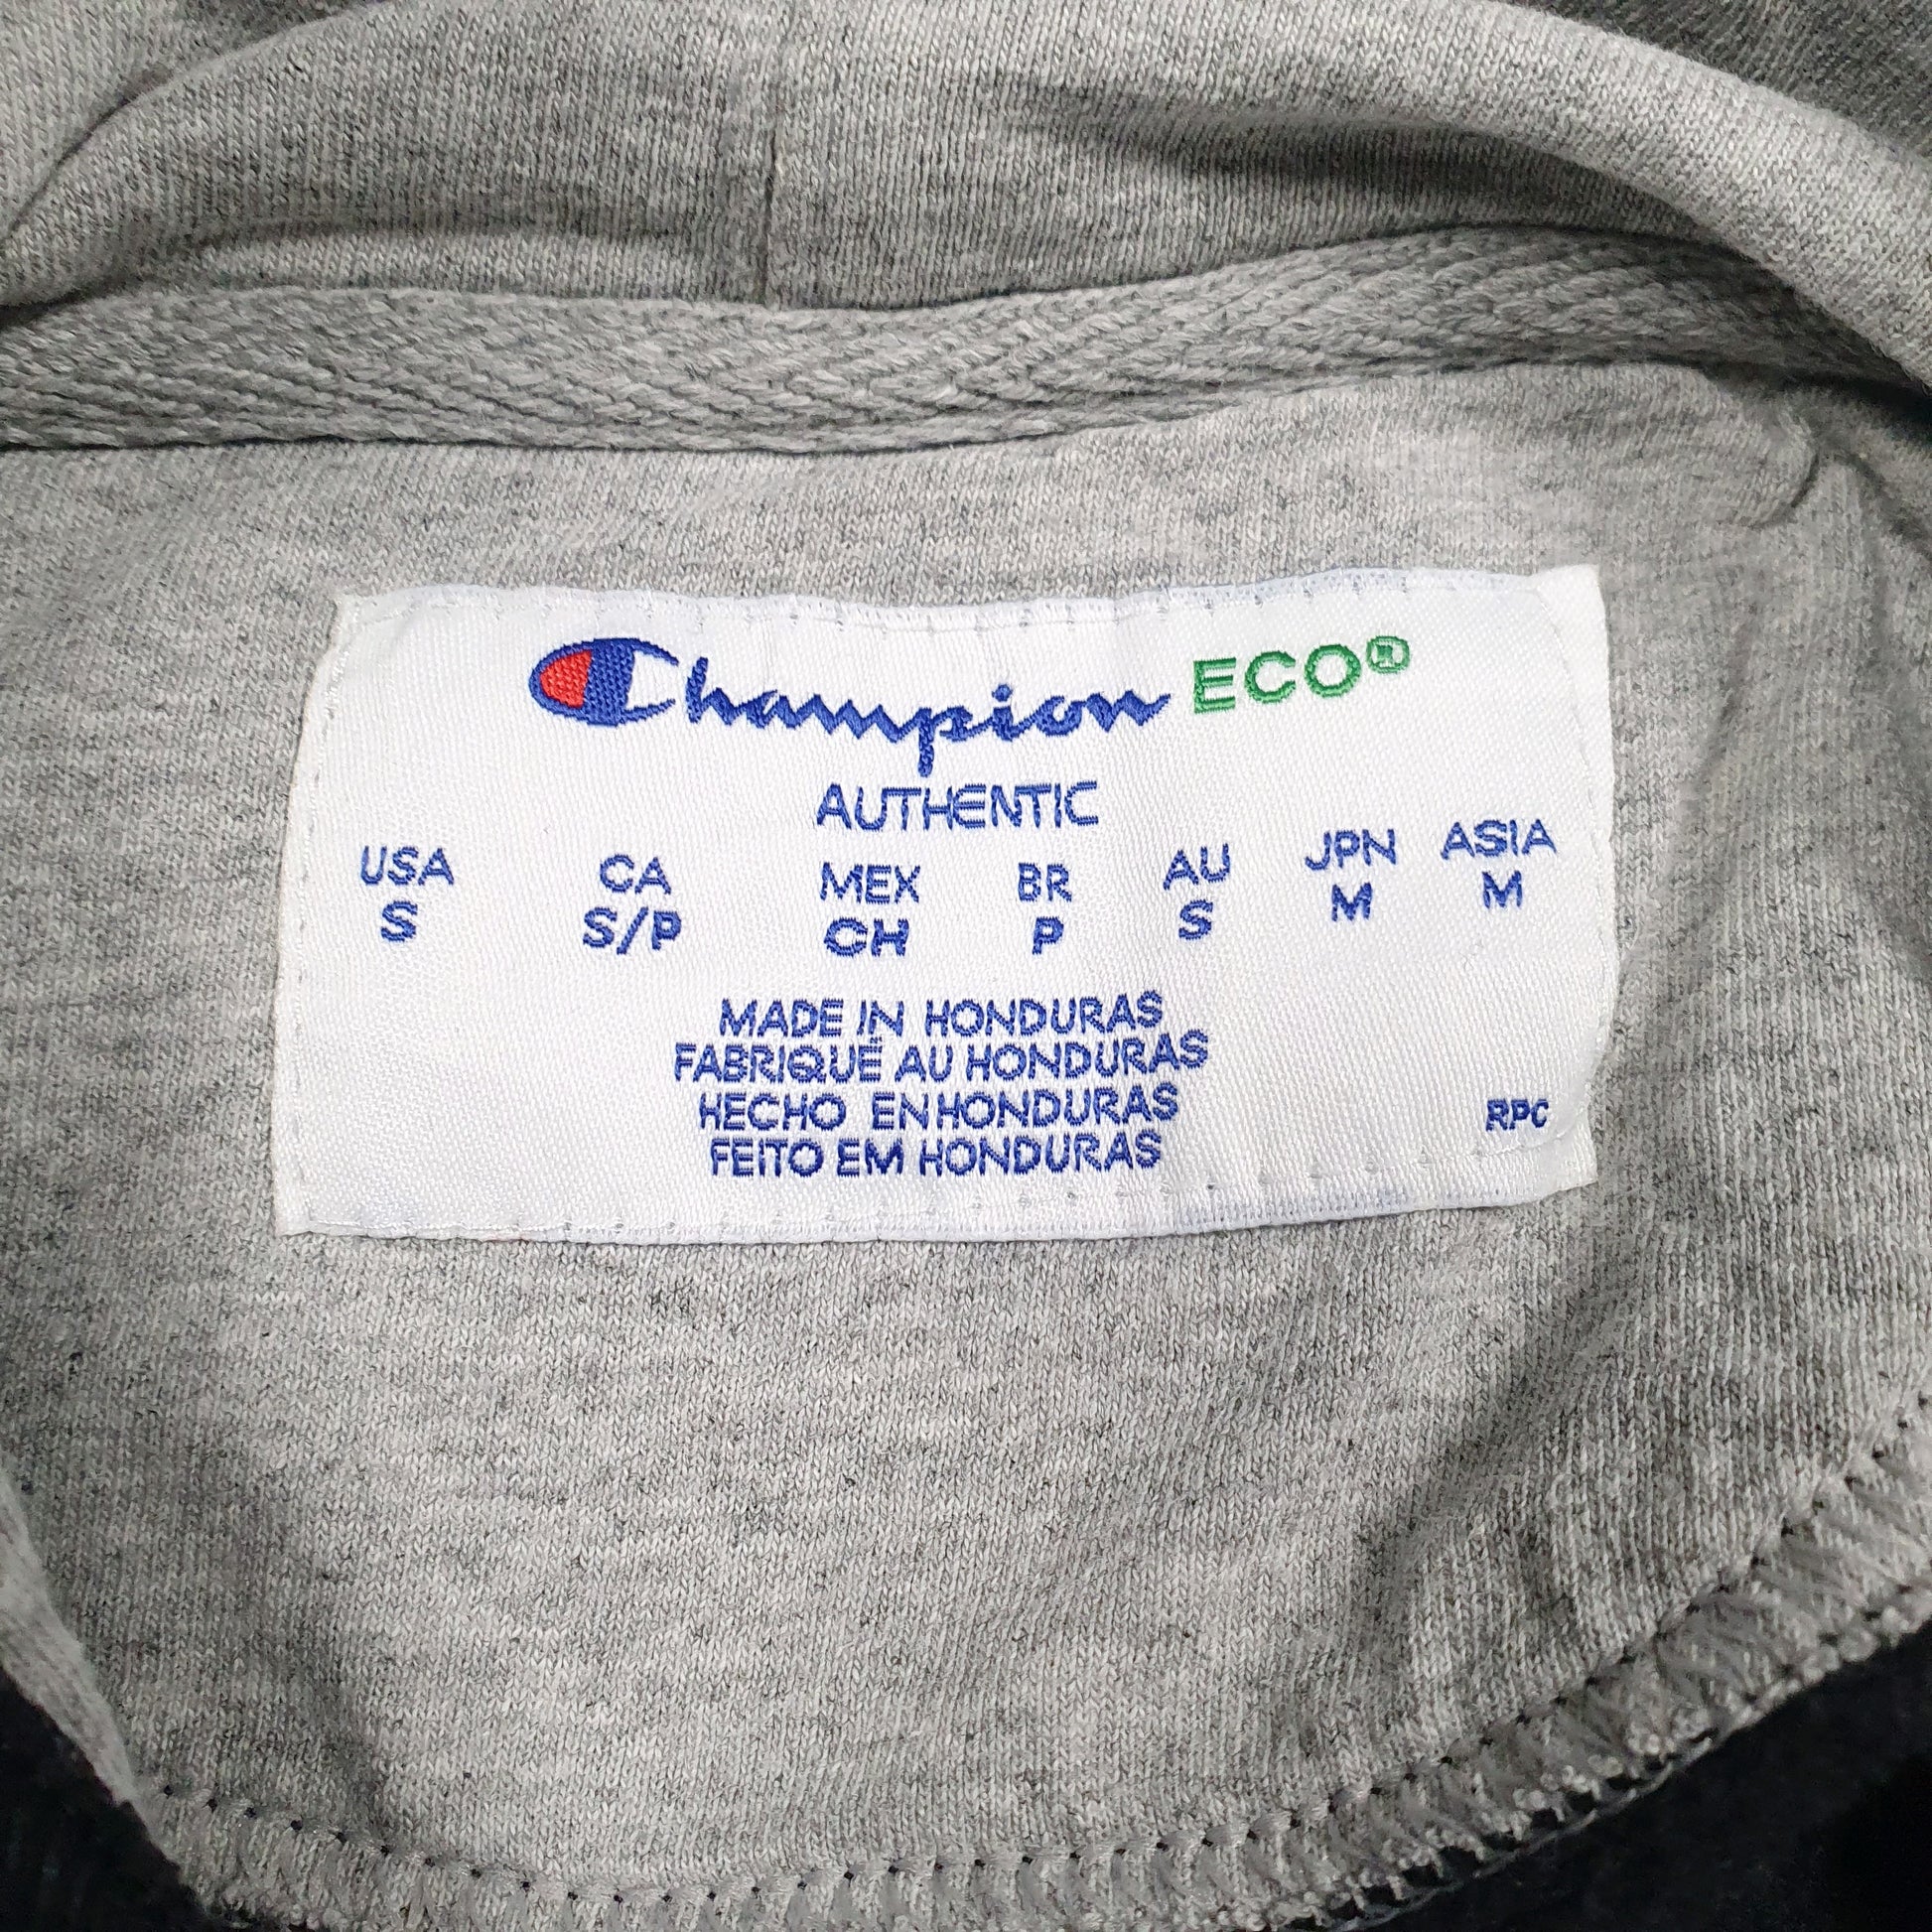 Champion ECO®
AUTHENTIC
USA CA MEX BR AU JPN ASIA
S S/P CH P S M M
MADE IN HONDURAS
FABRIQUÉ AU HONDURAS
HECHO EN HONDURAS
FEITO EM HONDURAS
RPC